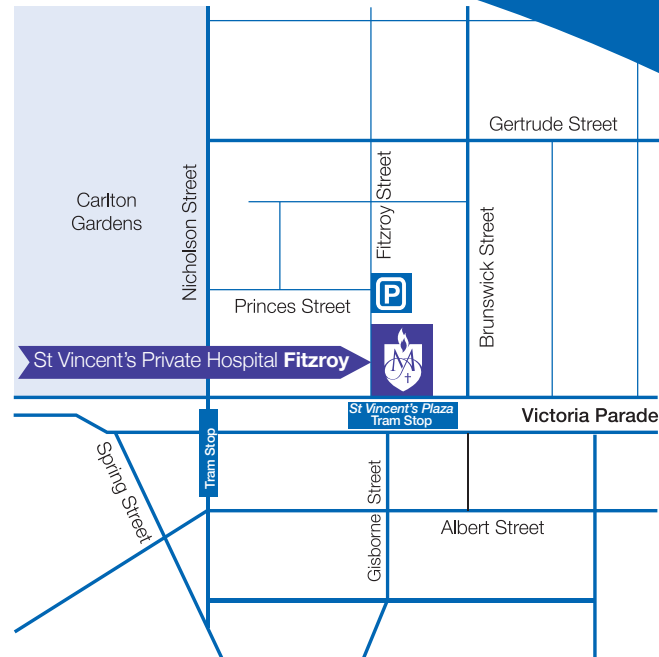 Gertrude Street
Carlton
Gardens
Nicholson Street
Fitzroy Street
Brunswick Street
P
Princes Street
St Vincent's Private Hospital Fitzroy
St Vincent's Plaza
Tram Stop
Victoria Parade
Tram Stop
Spring Street
Gisborne Street
Albert Street